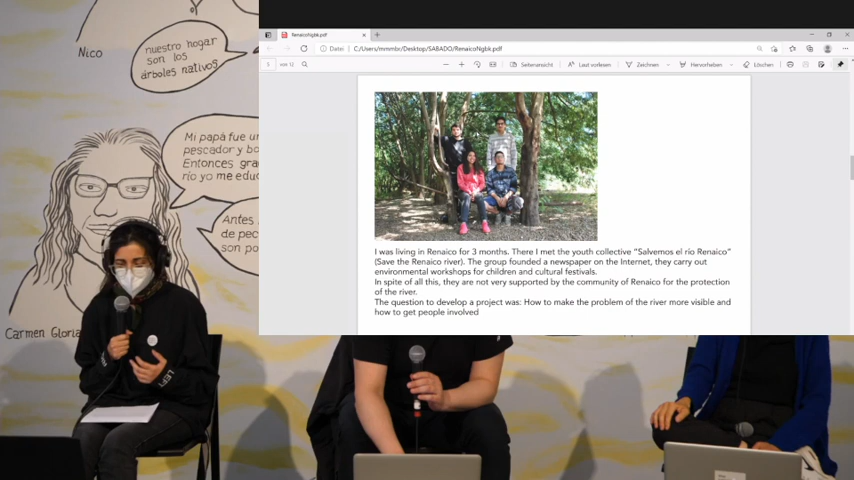 Nico
nuestro hogar
son los
árboles nativos
Mi papá fue un
pescador y
Entonces
río yo me
Antes
de
son
Carmen Gloria
RenaicoNgbk.pdf
Datei
C:/Users/mmmbr/Desktop/SABADO/RenaicoNgbk.pdf
5 von 12
Seitenansicht
Laut vorlesen
Zeichnen
Hervorheben
Löschen
I was living in Renaico for 3 months. There I met the youth collective "Salvemos el río Renaico"
(Save the Renaico river). The group founded a newspaper on the Internet, they carry out
environmental workshops for children and cultural festivals.
In spite of all this, they are not very supported by the community of Renaico for the protection
of the river.
The question to develop a project was: How to make the problem of the river more visible and
how to get people involved